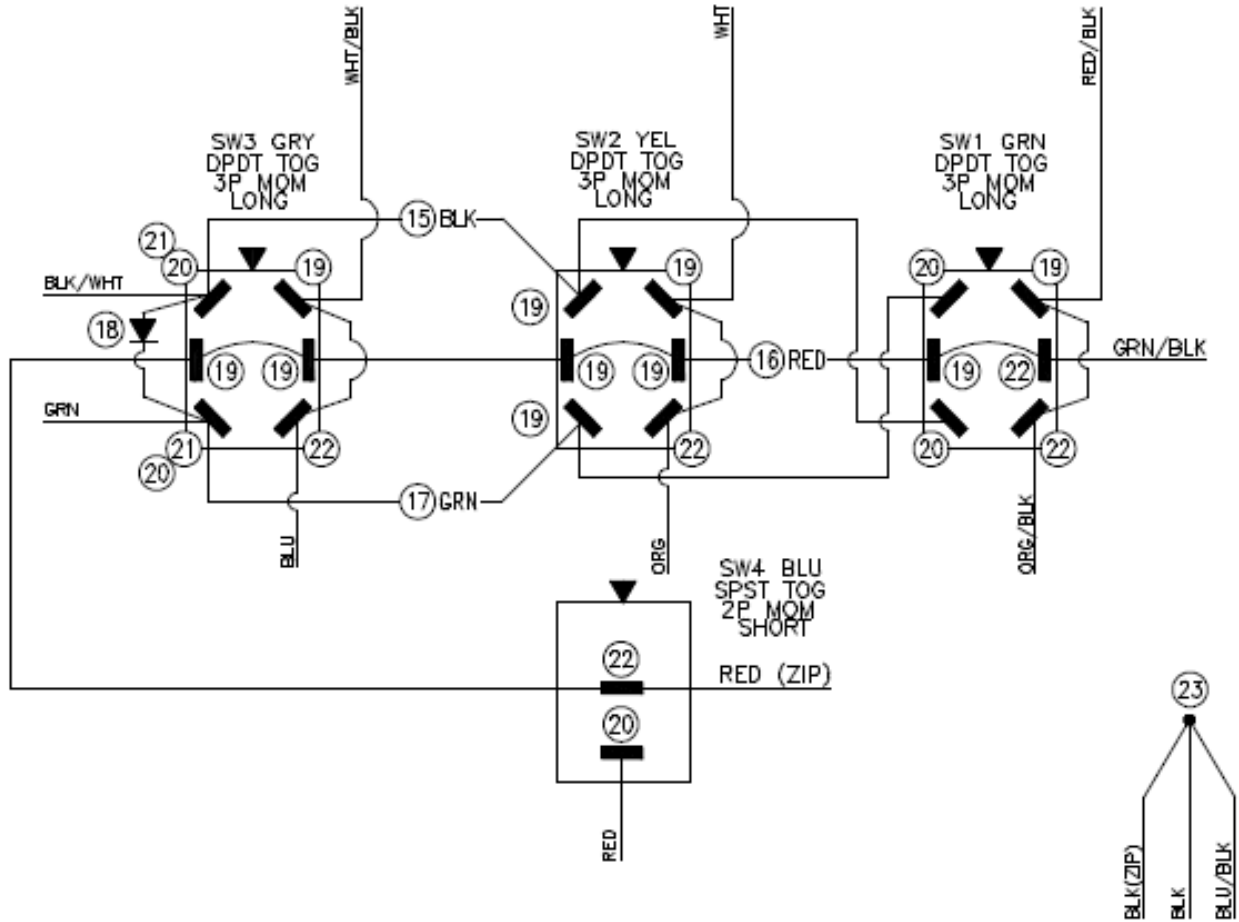 WHT/BLK
WHT
RED/BLK
SW3 GRY
DPDT TOG
3P MOM
LONG
SW2 YEL
DPDT TOG
3P MOM
LONG
SW1 GRN
DPDT TOG
3P MOM
LONG
15 BLK
21
20
19
19
20
19
BLK/WHT
19
18
16 RED
GRN/BLK
19
19
19
19
19
22
GRN
19
21
22
22
20
22
20
17 GRN
BLU
ORG
ORG/BLK
SW4 BLU
SPST TOG
2P MOM
SHORT
22
RED (ZIP)
20
23
RED
BLK(ZIP)
BLK
BLU/BLK